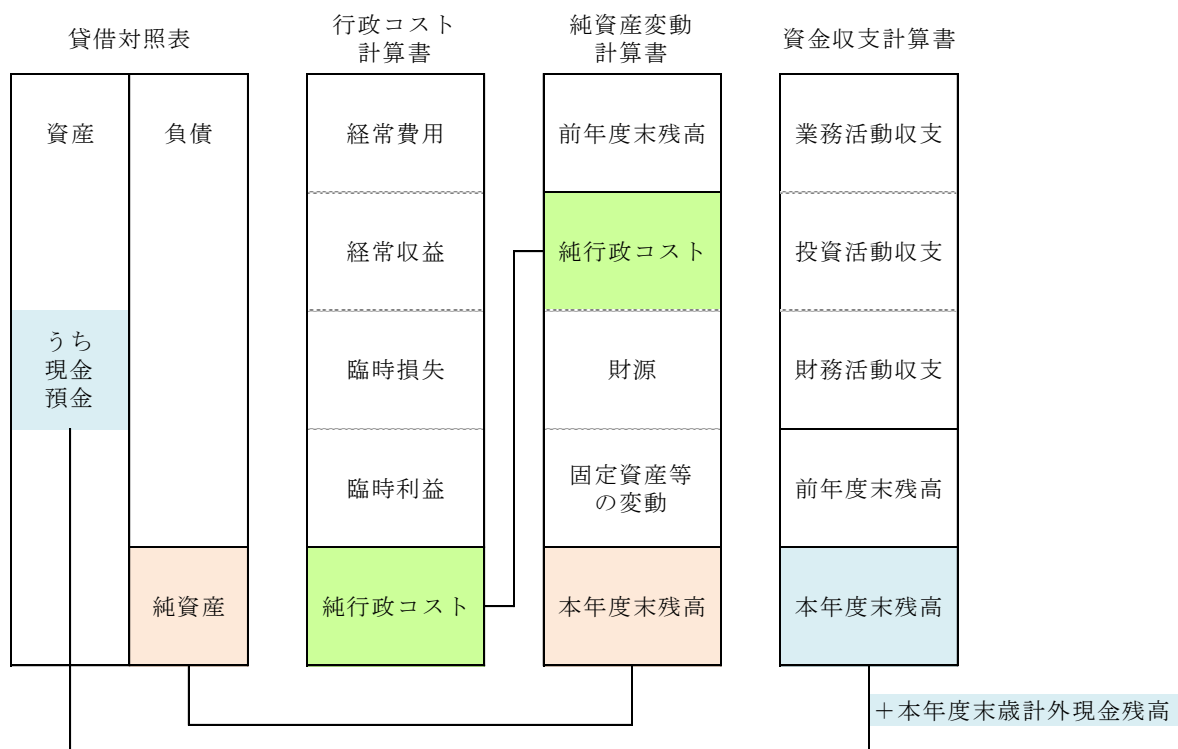 貸借対照表
行政コスト
計算書
純資産変動
計算書
資金収支計算書
資産
負債
経常費用
前年度末残高
業務活動収支
経常収益
純行政コスト
投資活動収支
うち
現金
預金
臨時損失
財源
財務活動収支
臨時利益
固定資産等
の変動
前年度末残高
純資産
純行政コスト
本年度末残高
本年度末残高
＋本年度末歳計外現金残高